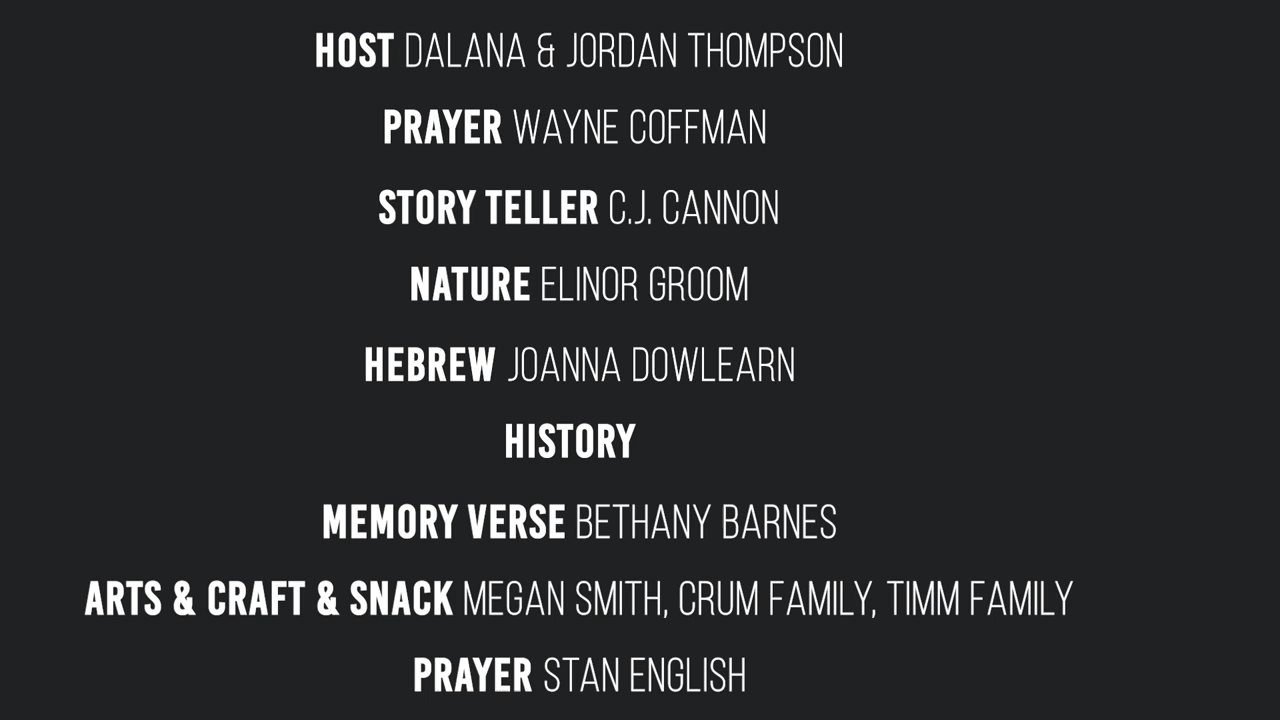 HOST DALANA & JORDAN THOMPSON
PRAYER WAYNE COFFMAN
STORY TELLER C.J. CANNON
NATURE ELINOR GROOM
HEBREW JOANNA DOWLEARN
HISTORY
MEMORY VERSE BETHANY BARNES
ARTS & CRAFT & SNACK MEGAN SMITH, CRUM FAMILY, TIMM FAMILY
PRAYER STAN ENGLISH